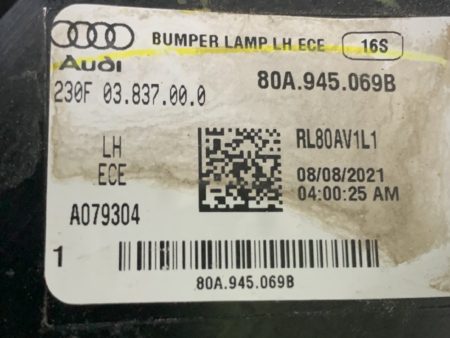 BUMPER LAMP LH ECE 16S
Audi
230F 03.837.00.0 80A.945.069B
LH
ECE
RL80AV1L1
08/08/2021
04:00:25 AM
A079304
1
80A.945.069B